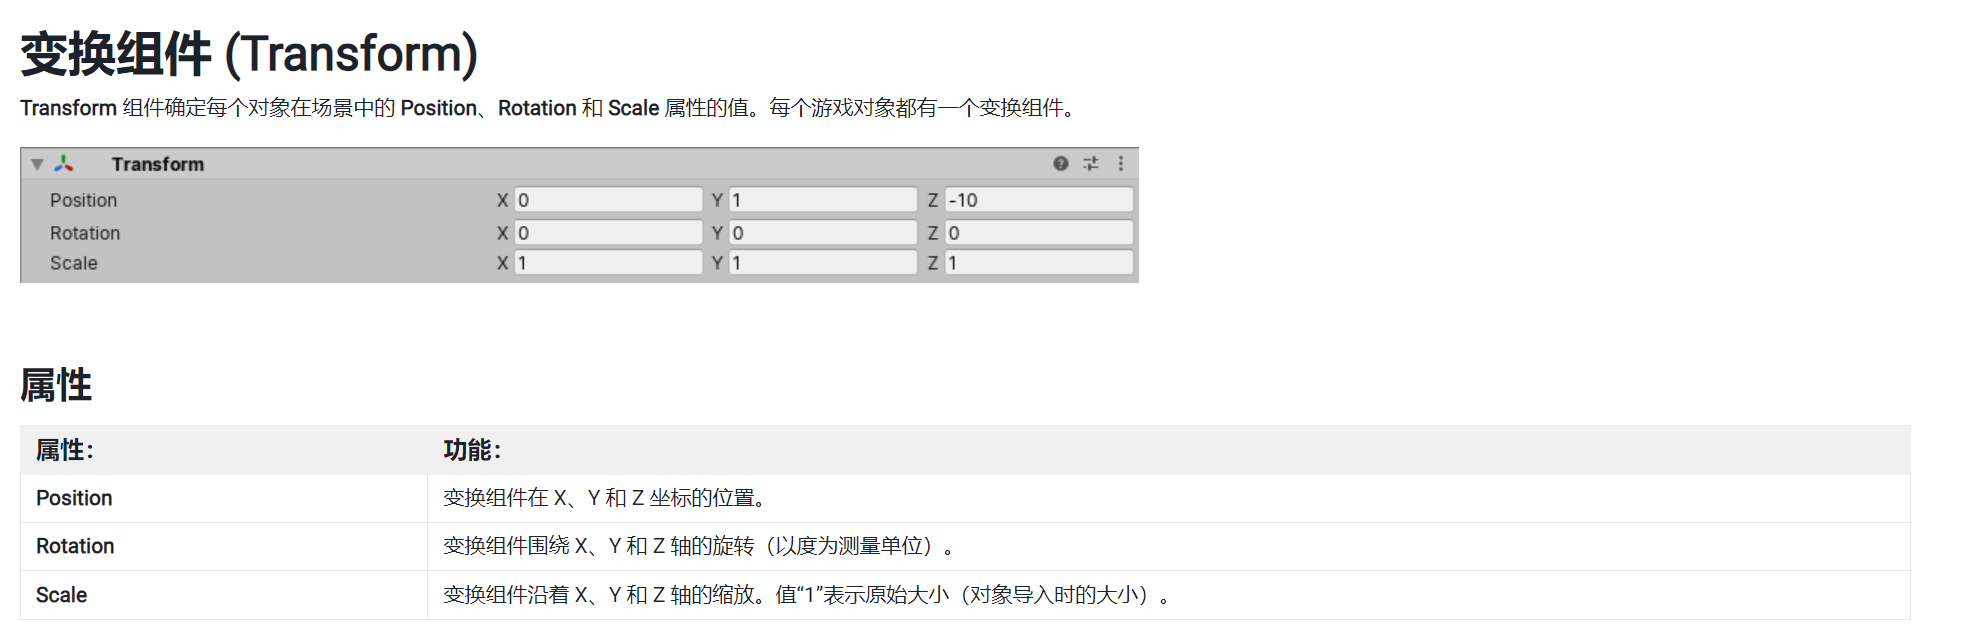 变换组件 (Transform)
Transform 组件确定每个对象在场景中的 Position、Rotation 和 Scale 属性的值。每个游戏对象都有一个变换组件。
Transform
Position X 0 Y 1 Z -10
Rotation X 0 Y 0 Z 0
Scale X 1 Y 1 Z 1
属性
属性： 功能：
Position 变换组件在 X、Y 和 Z 坐标的位置。
Rotation 变换组件围绕 X、Y 和 Z 轴的旋转（以度为测量单位）。
Scale 变换组件沿着 X、Y 和 Z 轴的缩放。值“1”表示原始大小（对象导入时的大小）。